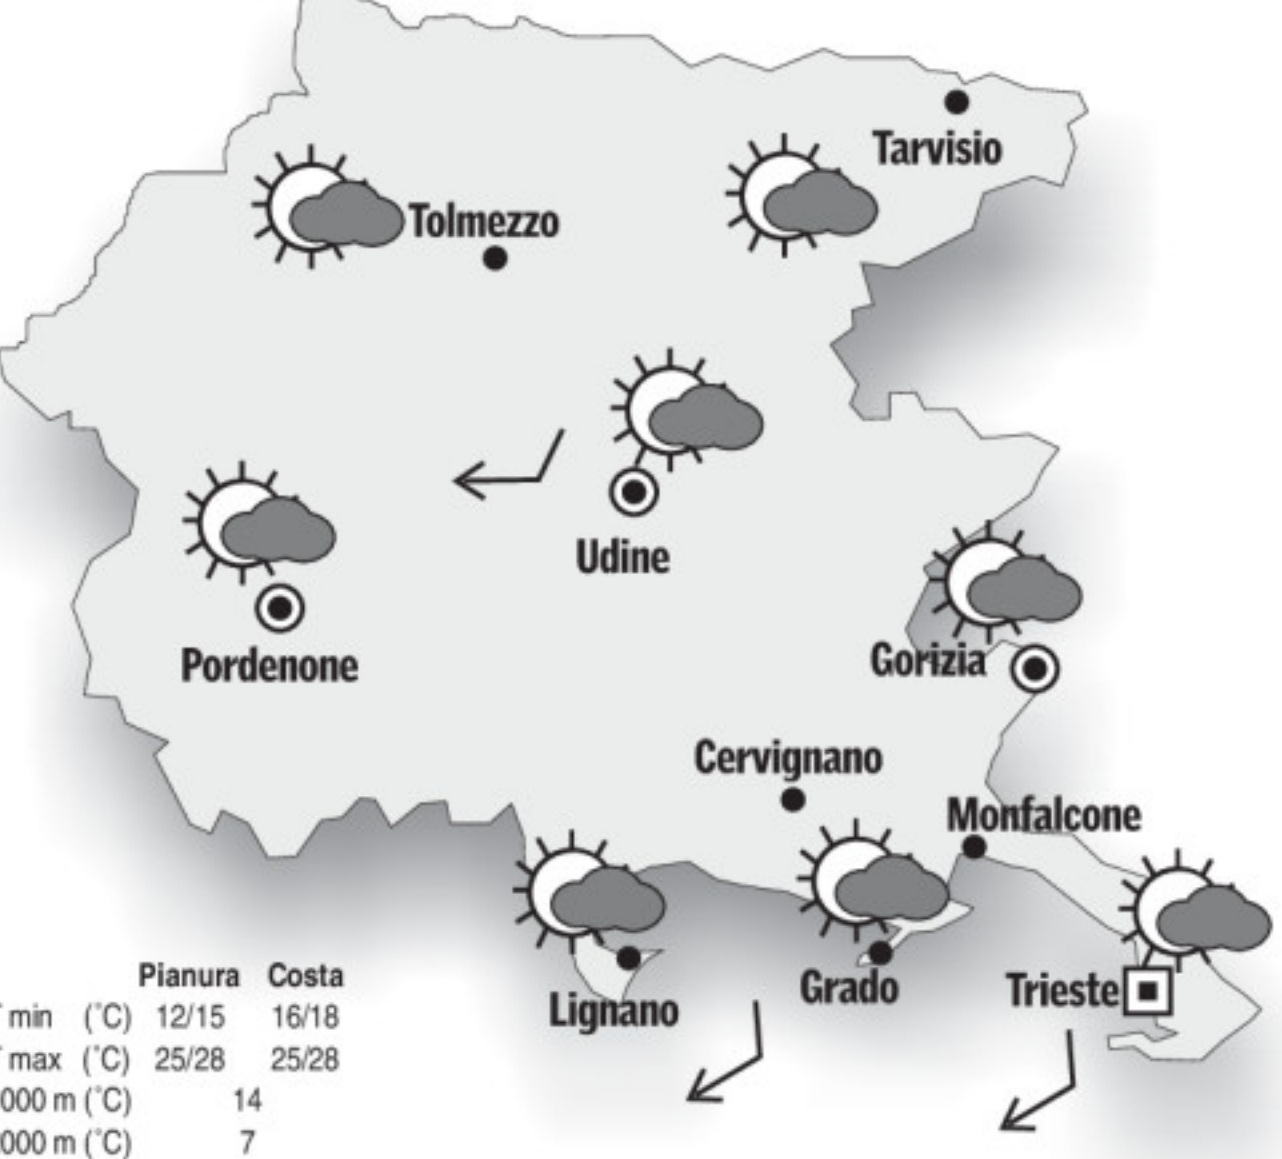 Tarvisio
Tolmezzo
Udine
Pordenone
Gorizia
Cervignano
Monfalcone
Grado
Trieste
Lignano
Pianura Costa
min (°C) 12/15 16/18
max (°C) 25/28 25/28
000 m (°C) 14
000 m (°C) 7